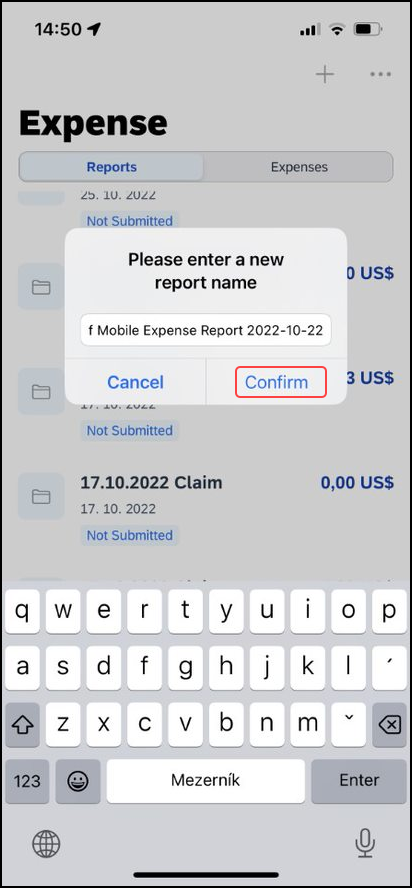 14:50
Expense
Reports Expenses
25. 10. 2022
Not Submitted
Please enter a new
report name
0 US$
f Mobile Expense Report 2022-10-22
Cancel Confirm
3 US$
17. 10. 2022
Not Submitted
17.10.2022 Claim 0,00 US$
17. 10. 2022
Not Submitted
q w e r t y u i o p
a s d f g h j k l ´
z x c v b n m ˇ
123 Mezerník Enter